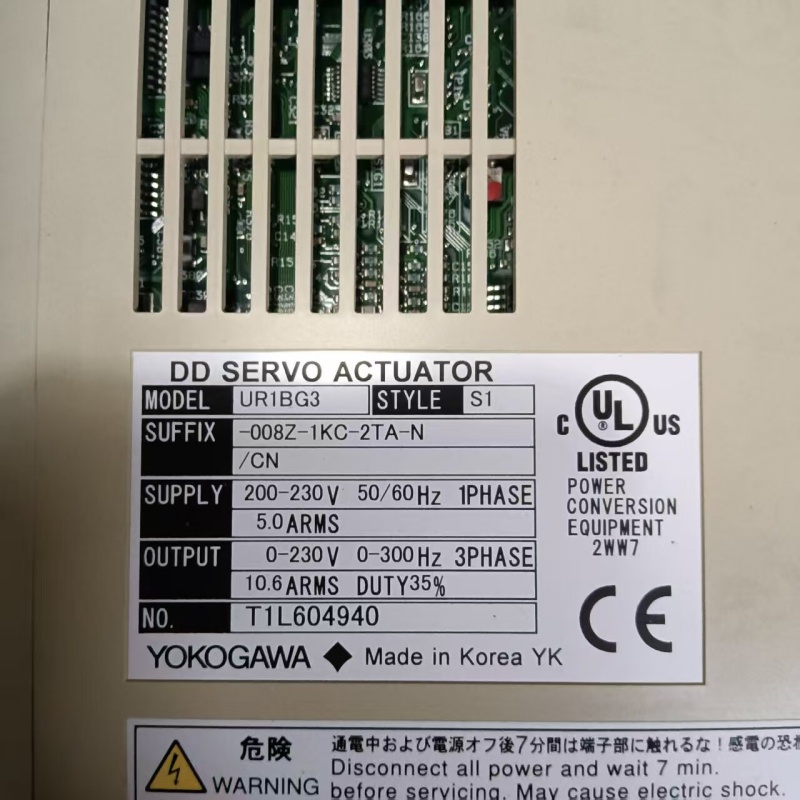 DD SERVO ACTUATOR
MODEL UR1BG3 STYLE S1
SUFFIX -008Z-1KC-2TA-N
/CN
SUPPLY 200-230V 50/60Hz 1PHASE
5.0ARMS
OUTPUT 0-230V 0-300Hz 3PHASE
10.6ARMS DUTY35%
NO. T1L604940
YOKOGAWA Made in Korea YK
C UL ® US
LISTED
POWER
CONVERSION
EQUIPMENT
2WW7
CE
危険 通電中および電源オフ後7分間は端子部に触れるな!感電の恐
WARNING Disconnect all power and wait 7 min.
before servicing. May cause electric shock.